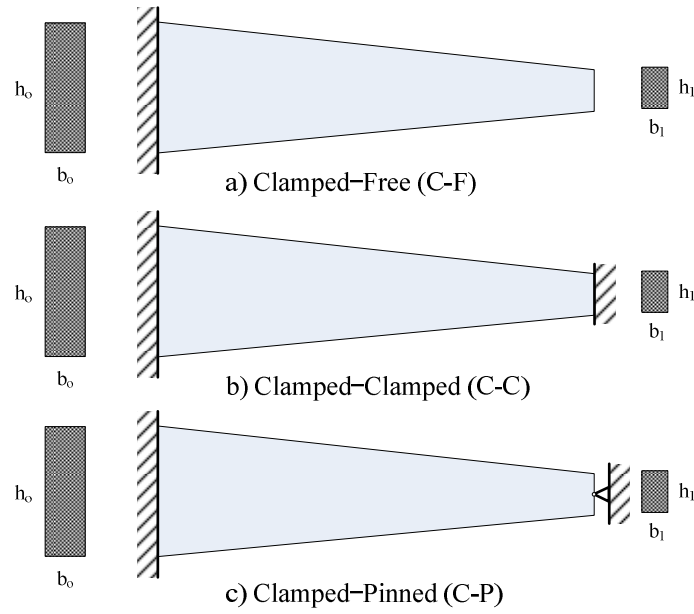 hₒ
h₁
bₒ
b₁
a) Clamped–Free (C-F)
hₒ
h₁
bₒ
b₁
b) Clamped–Clamped (C-C)
hₒ
h₁
bₒ
b₁
c) Clamped–Pinned (C-P)